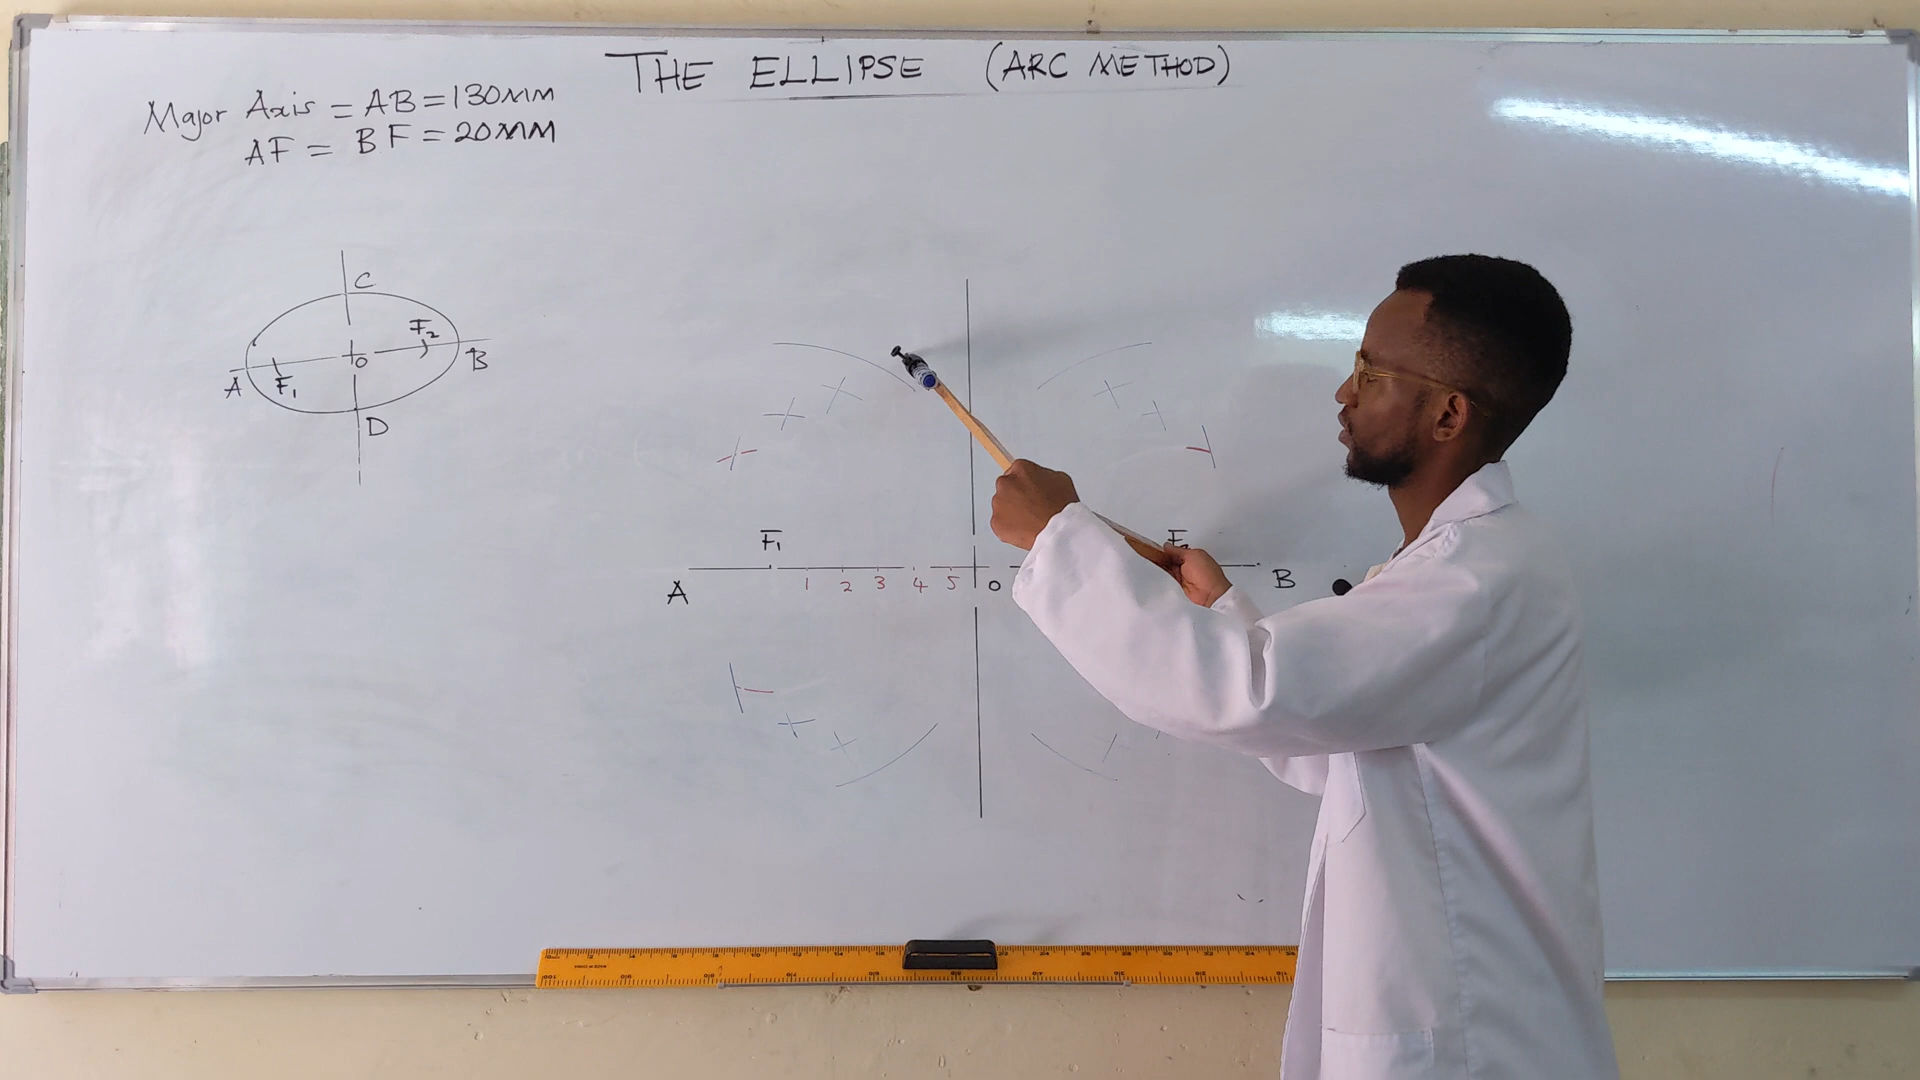 THE ELLIPSE (ARC METHOD)
Major Axis = AB = 130MM
AF = BF = 20MM
C
F2
O
A
F1
B
D
F1
A
1 2 3 4 5
O
B